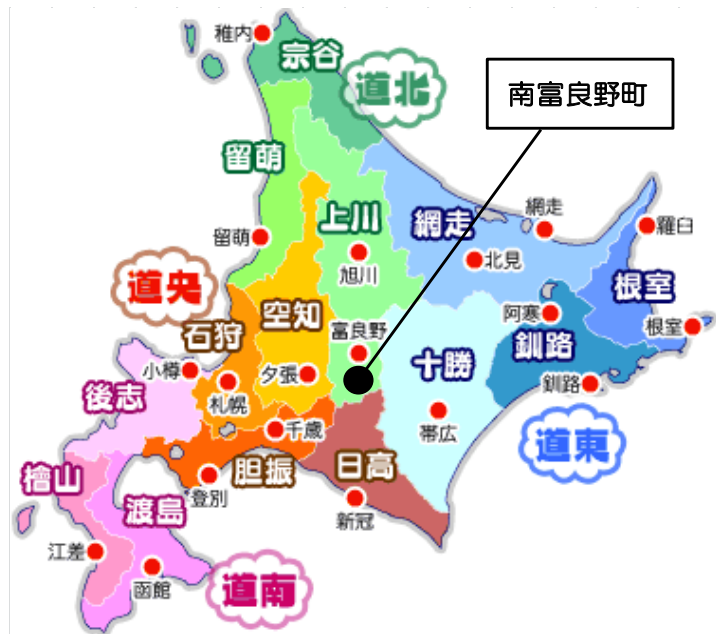 稚内
宗谷
道北
南富良野町
留萌
上川
網走
網走
羅臼
留萌
旭川
北見
道央
空知
根室
石狩
富良野
阿寒
根室
釧路
小樽
夕張
十勝
後志
札幌
釧路
千歳
帯広
道東
胆振
日高
檜山
登別
渡島
新冠
江差
函館
道南